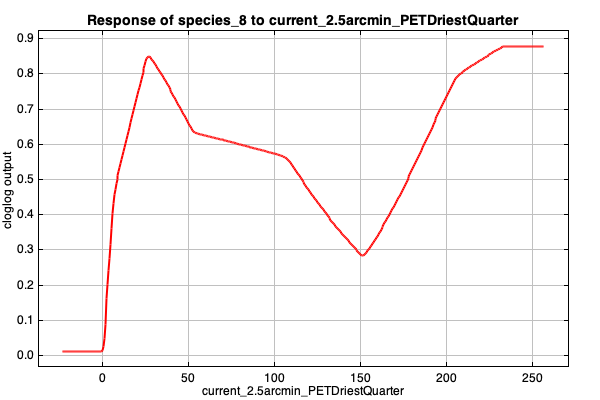 Response of species_8 to current_2.5arcmin_PETDriestQuarter
cloglog output
0.9
0.8
0.7
0.6
0.5
0.4
0.3
0.2
0.1
0.0
0 50 100 150 200 250
current_2.5arcmin_PETDriestQuarter